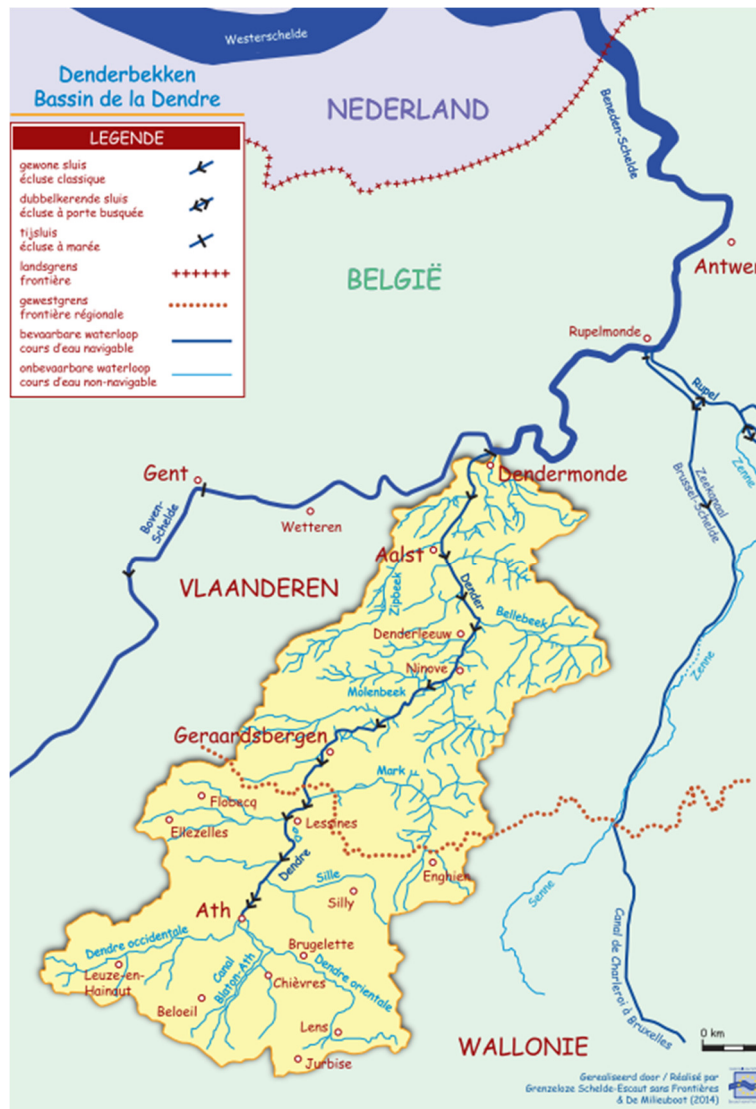 Westerschelde
Denderbekken
Bassin de la Dendre
NEDERLAND
Beneden-Schelde
LEGENDE
gewone sluis
écluse classique
dubbelkerende sluis
écluse à porte busquée
tijsluis
écluse à marée
landsgrens
frontière
gewestgrens
frontière régionale
bevaarbare waterloop
cours d'eau navigable
onbevaarbare waterloop
cours d'eau non-navigable
BELGIË
Antwer
Rupelmonde
Rupel
Zenne
Gent
Dendermonde
Boven-
Schelde
Wetteren
Zeekanaal
Brussel-Schelde
Aalst
VLAANDEREN
Zipbeek
Dender
Bellebeek
Denderleeuw
Ninove
Zenne
Molenbeek
Geraardsbergen
Mark
Flobecq
Ellezelles
Lessines
Dendre
Enghien
Sille
Silly
Senne
Ath
Dendre occidentale
Brugelette
Canal de Charleroi à Bruxelles
Leuze-en-
Hainaut
Canal
Blaton-Ath
Chièvres
Dendre orientale
Beloeil
Lens
Jurbise
WALLONIE
0 km
Gerealiseerd door / Réalisé par
Grenzeloze Schelde-Escaut sans Frontières
& De Milieuboot (2014)